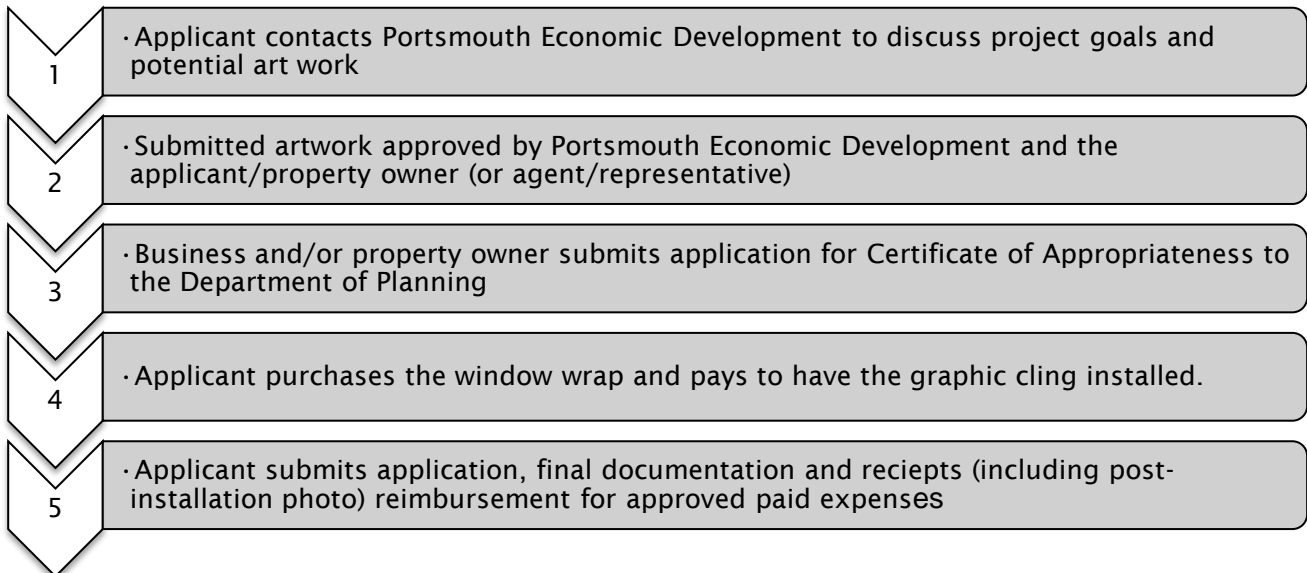 1
·Applicant contacts Portsmouth Economic Development to discuss project goals and
potential art work
2
·Submitted artwork approved by Portsmouth Economic Development and the
applicant/property owner (or agent/representative)
3
·Business and/or property owner submits application for Certificate of Appropriateness to
the Department of Planning
4
·Applicant purchases the window wrap and pays to have the graphic cling installed.
5
·Applicant submits application, final documentation and reciepts (including post-
installation photo) reimbursement for approved paid expenses